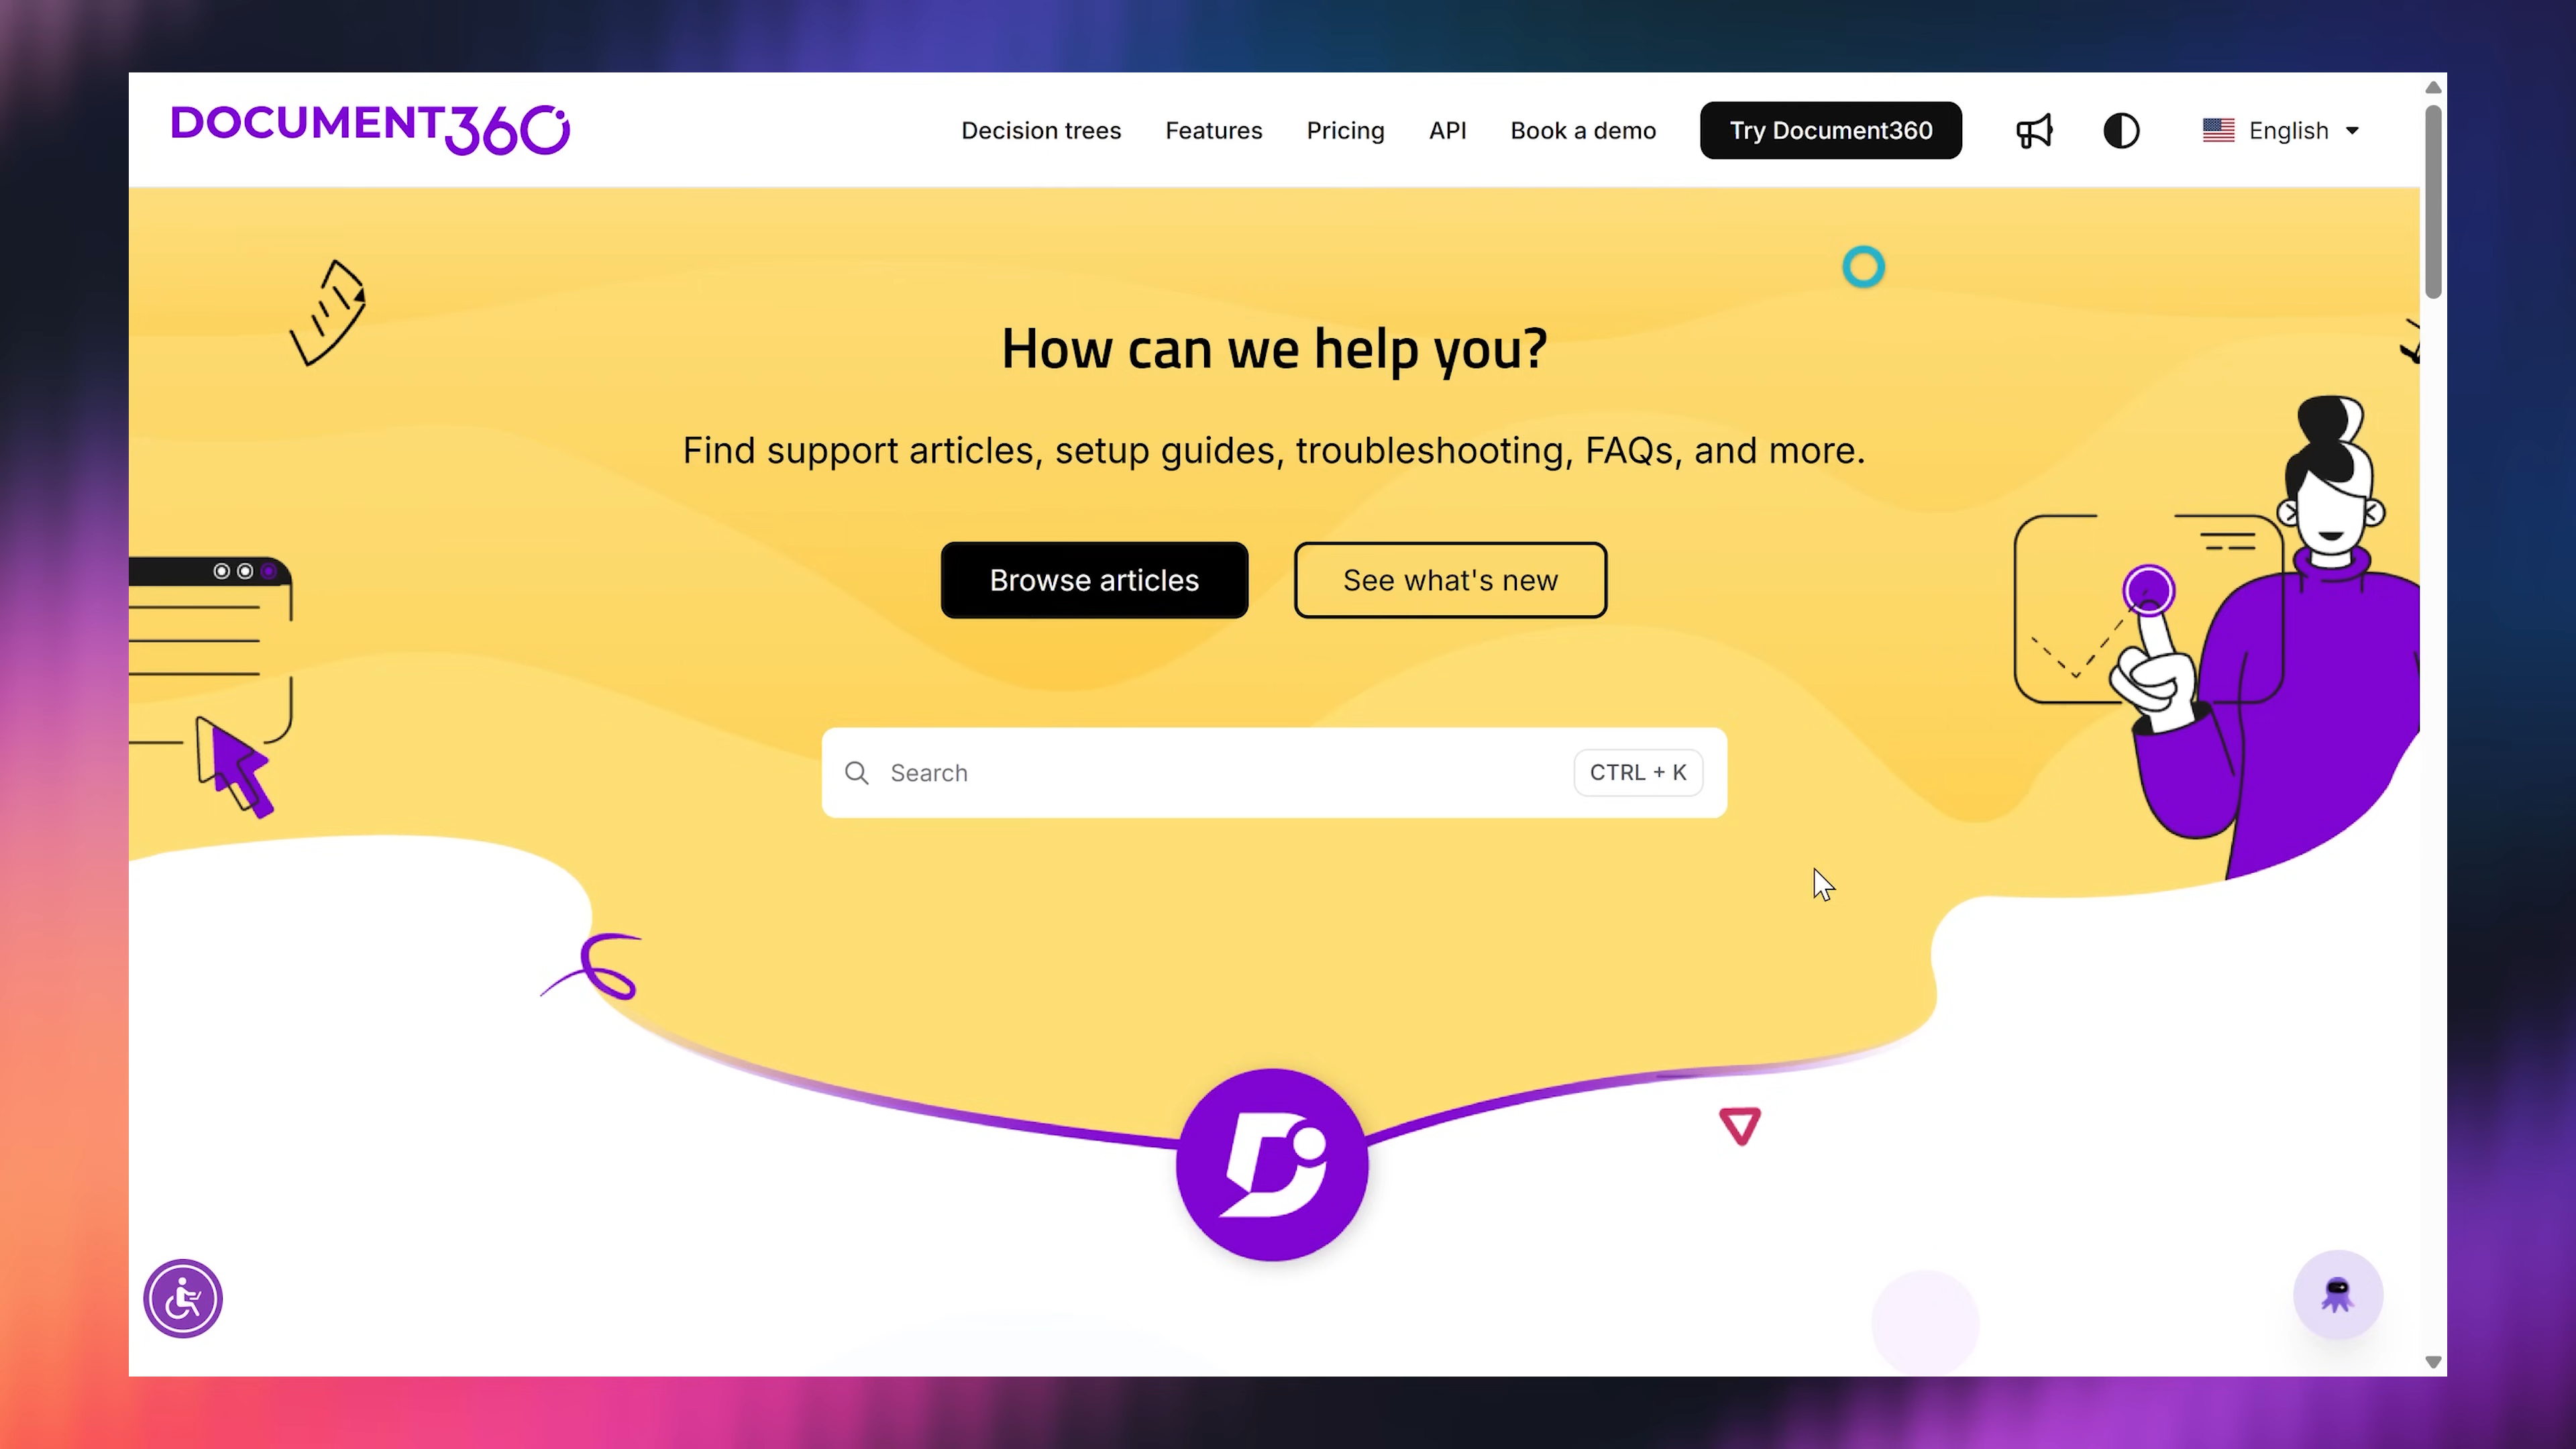 DOCUMENT360
Decision trees
Features
Pricing
API
Book a demo
Try Document360
English
How can we help you?
Find support articles, setup guides, troubleshooting, FAQs, and more.
Browse articles
See what's new
Search
CTRL + K